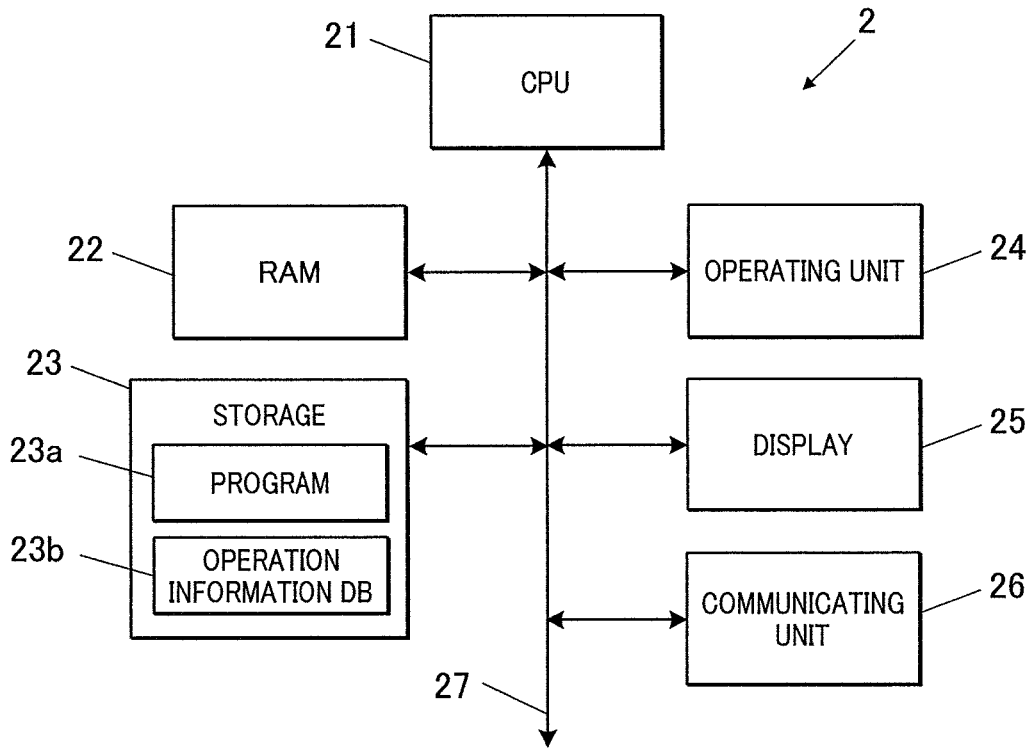 21
CPU
2
22
RAM
24
OPERATING UNIT
23
STORAGE
23a
PROGRAM
23b
OPERATION
INFORMATION DB
25
DISPLAY
26
COMMUNICATING
UNIT
27